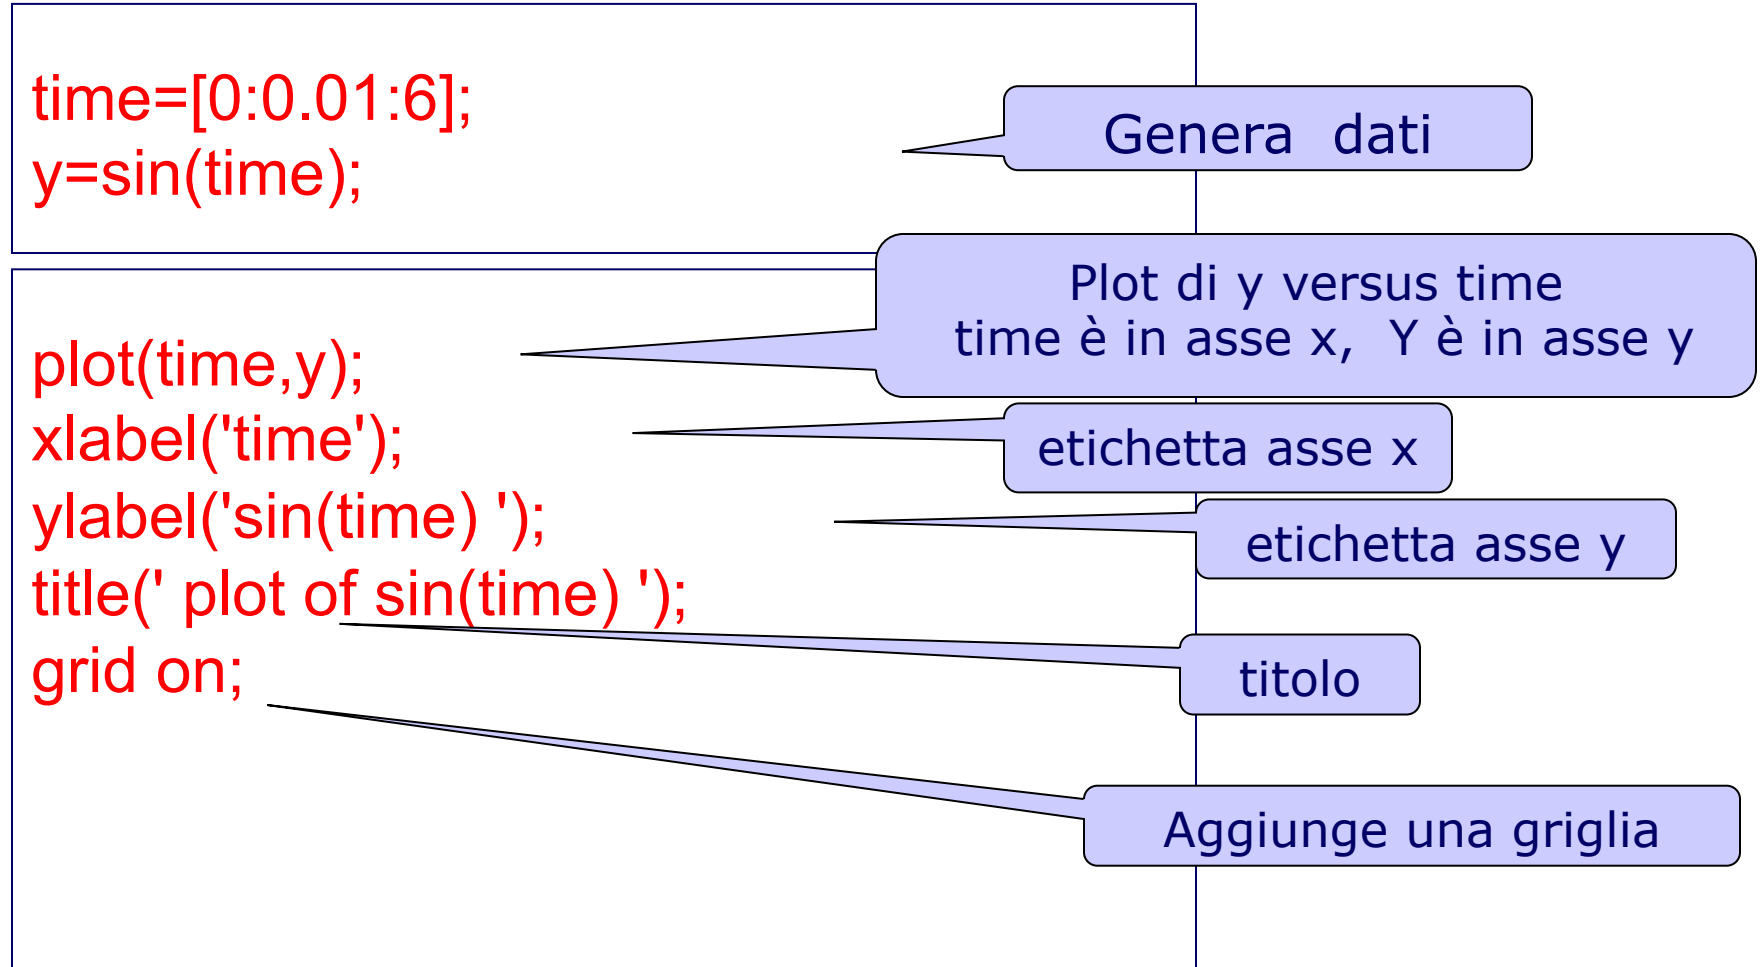 time=[0:0.01:6];
y=sin(time);
Genera dati
plot(time,y);
xlabel('time');
ylabel('sin(time) ');
title(' plot of sin(time) ');
grid on;
Plot di y versus time
time è in asse x, Y è in asse y
etichetta asse x
etichetta asse y
titolo
Aggiunge una griglia